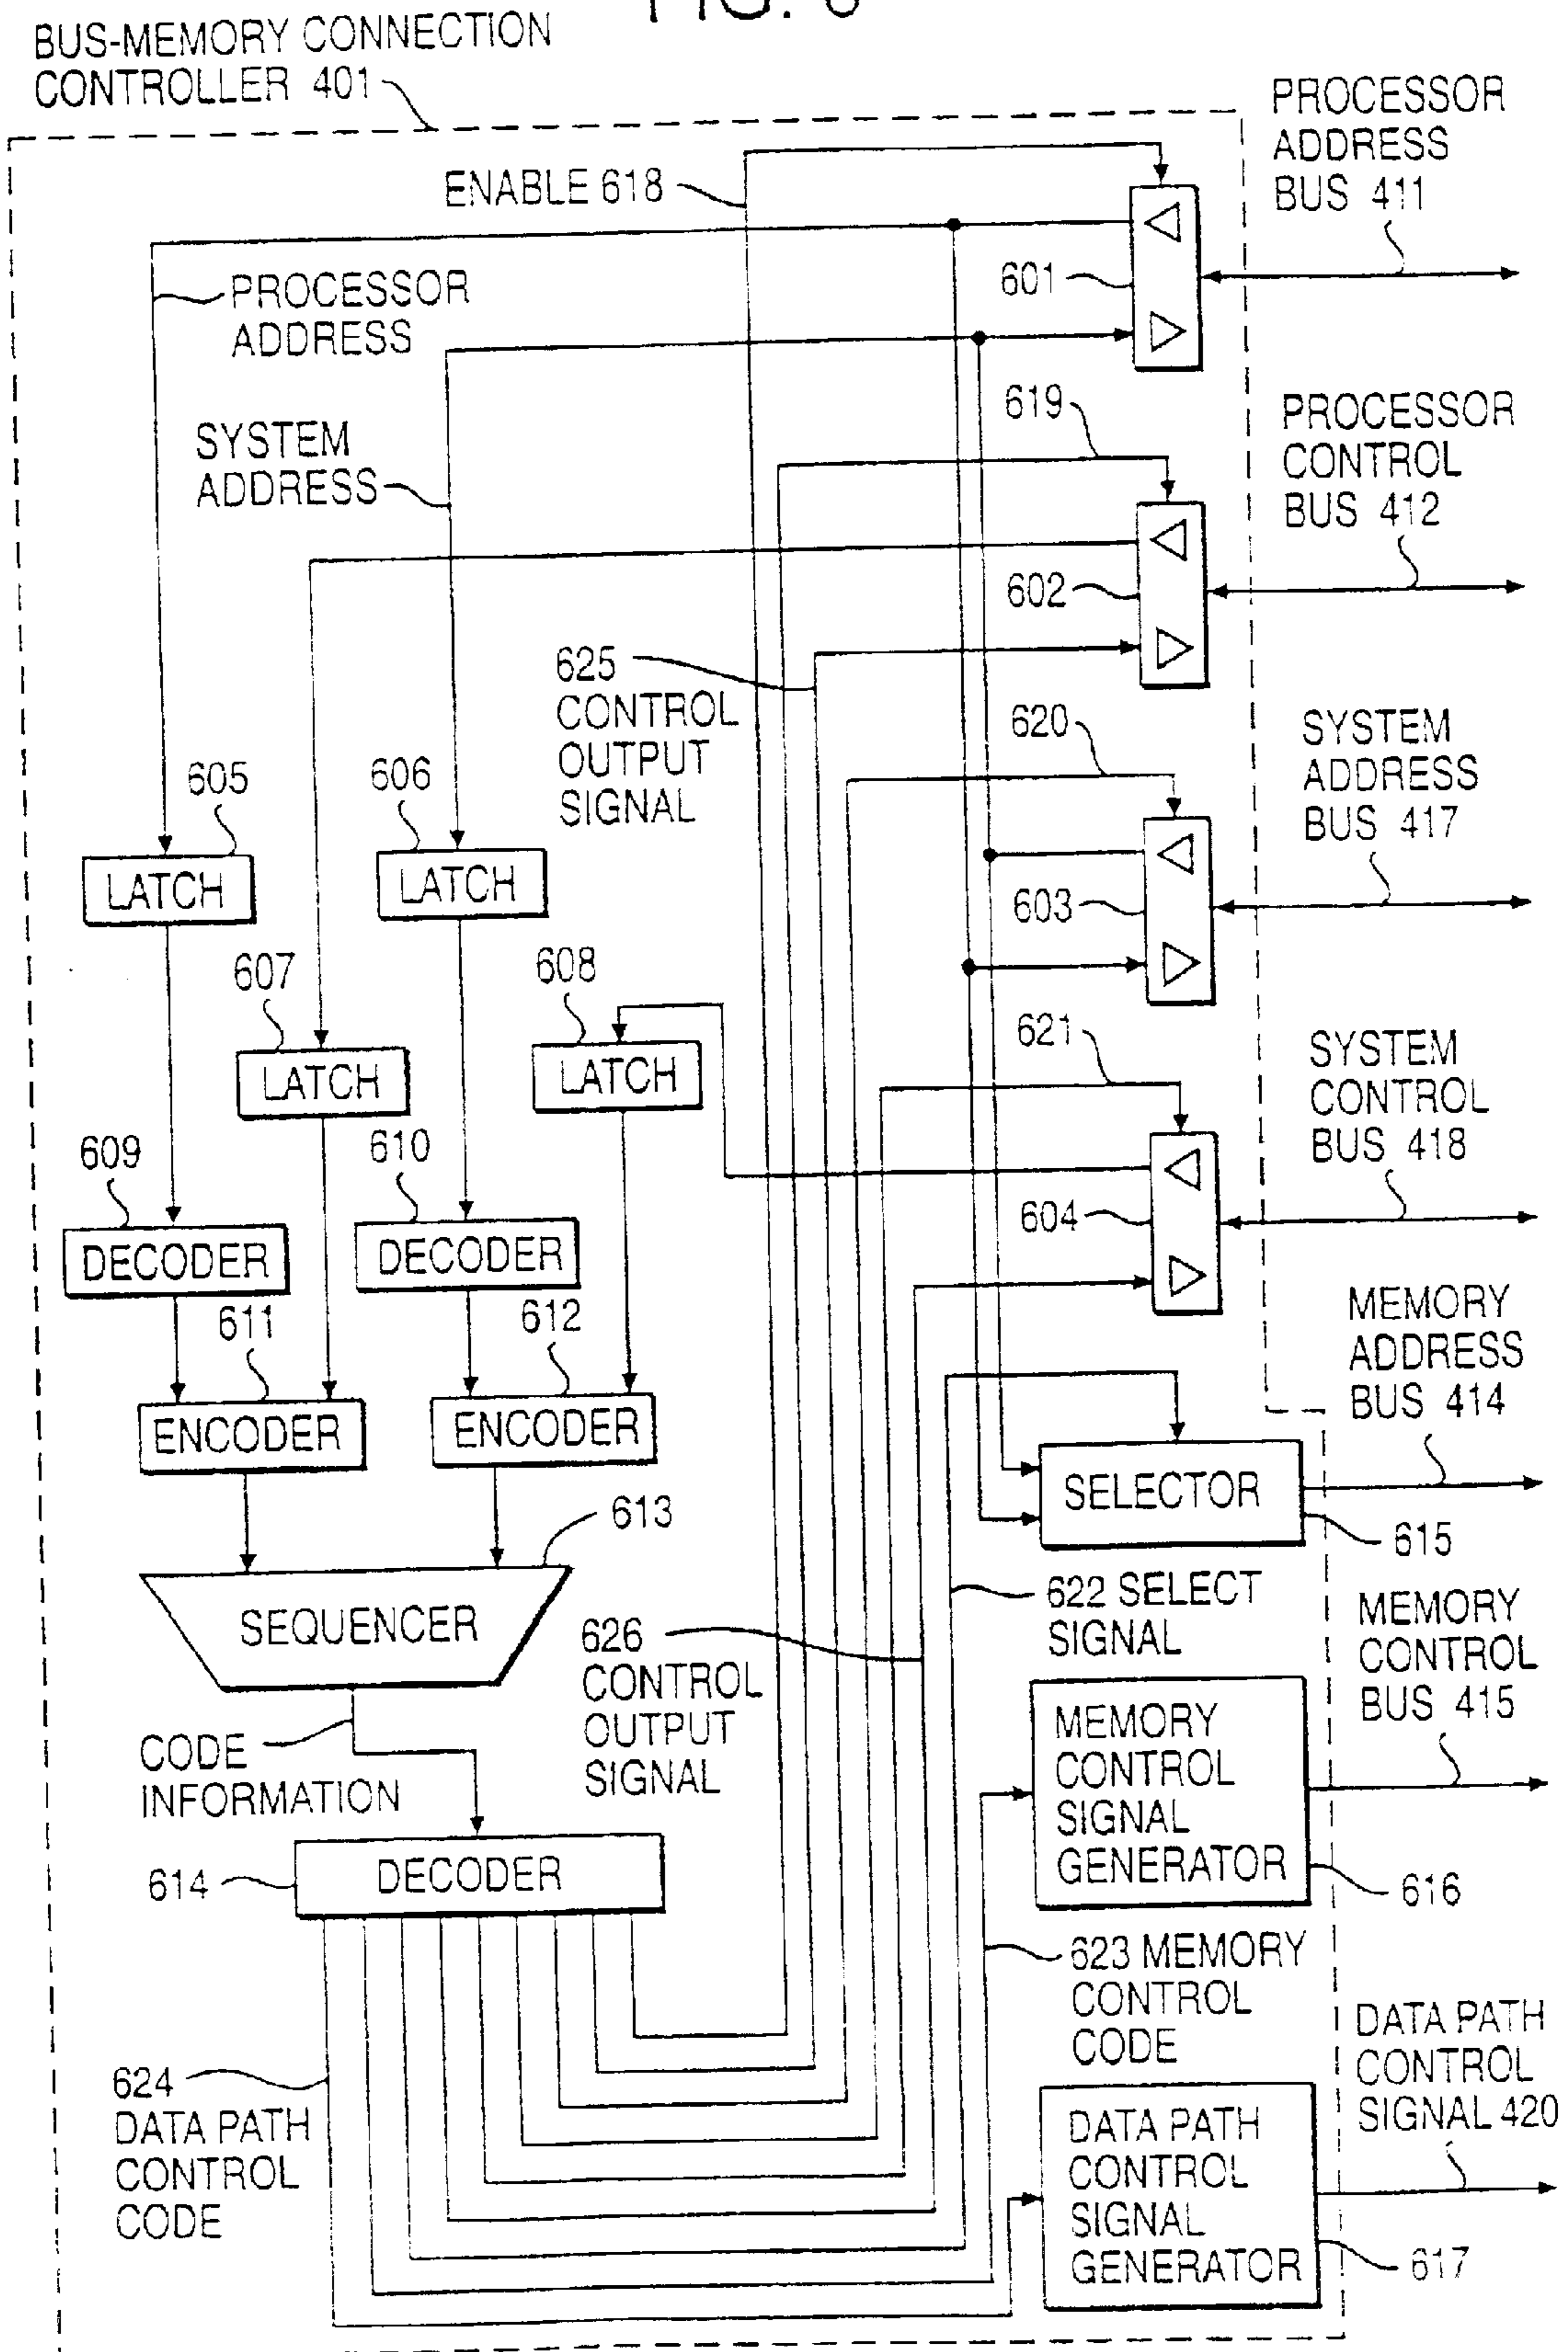 FIG. 6
BUS-MEMORY CONNECTION
CONTROLLER 401
PROCESSOR
ADDRESS
BUS 411
ENABLE 618
601
PROCESSOR
ADDRESS
619
PROCESSOR
CONTROL
BUS 412
SYSTEM
ADDRESS
602
625
CONTROL
OUTPUT
SIGNAL
620
SYSTEM
ADDRESS
BUS 417
605
LATCH
606
LATCH
603
607
LATCH
608
LATCH
621
SYSTEM
CONTROL
BUS 418
609
DECODER
610
DECODER
604
611
ENCODER
612
ENCODER
MEMORY
ADDRESS
BUS 414
SELECTOR
615
613
SEQUENCER
622 SELECT
SIGNAL
626
CONTROL
OUTPUT
SIGNAL
MEMORY
CONTROL
BUS 415
CODE
INFORMATION
MEMORY
CONTROL
SIGNAL
GENERATOR
616
614
DECODER
623 MEMORY
CONTROL
CODE
624
DATA PATH
CONTROL
CODE
DATA PATH
CONTROL
SIGNAL 420
DATA PATH
CONTROL
SIGNAL
GENERATOR
617